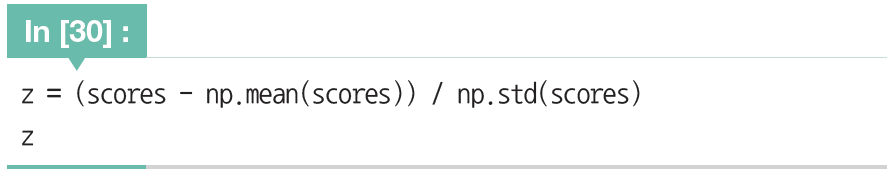 In [30] :
z = (scores - np.mean(scores)) / np.std(scores)
z